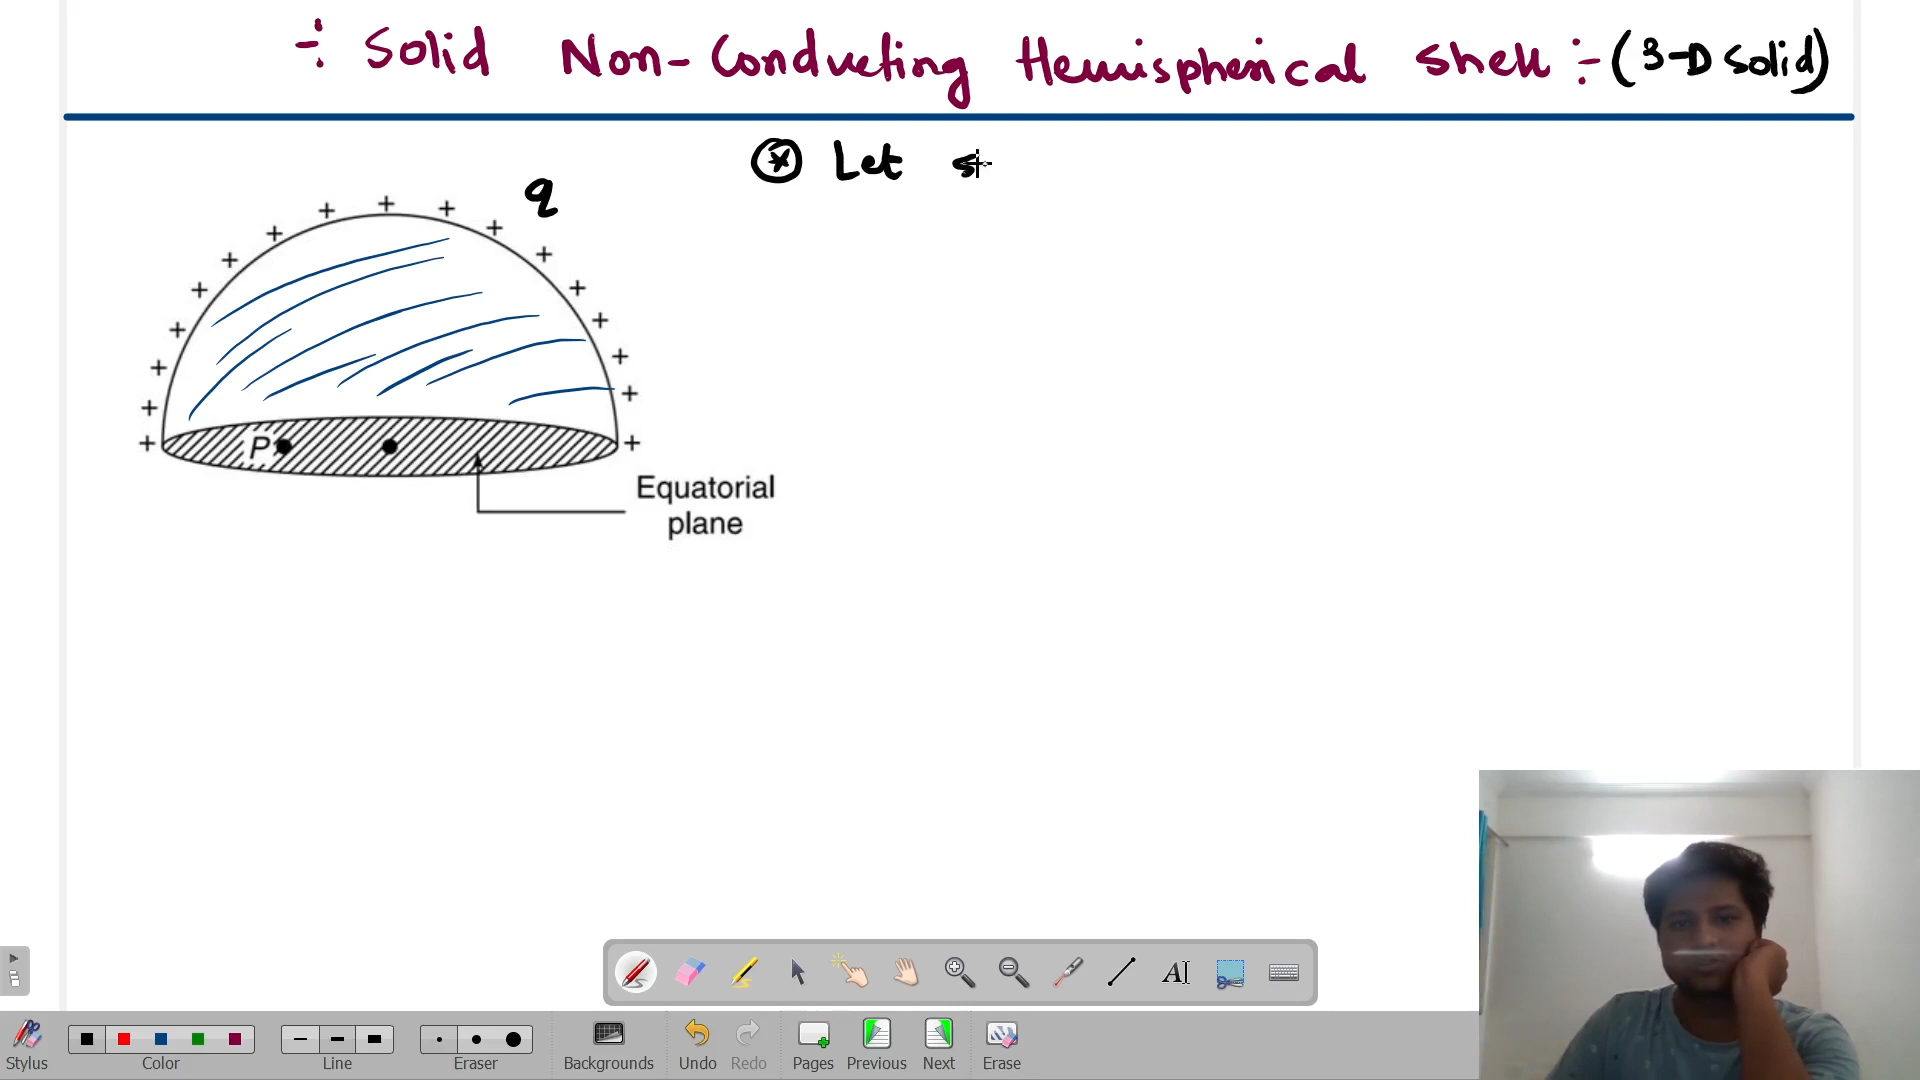 ÷ Solid Non-Conducting Hemispherical Shell ÷ (3-D Solid)
⊛ Let s
q
+ + + + + + + + + + + + + + + + + + + + +
P
Equatorial
plane
Stylus
Color
Line
Eraser
Backgrounds
Undo
Redo
Pages
Previous
Next
Erase